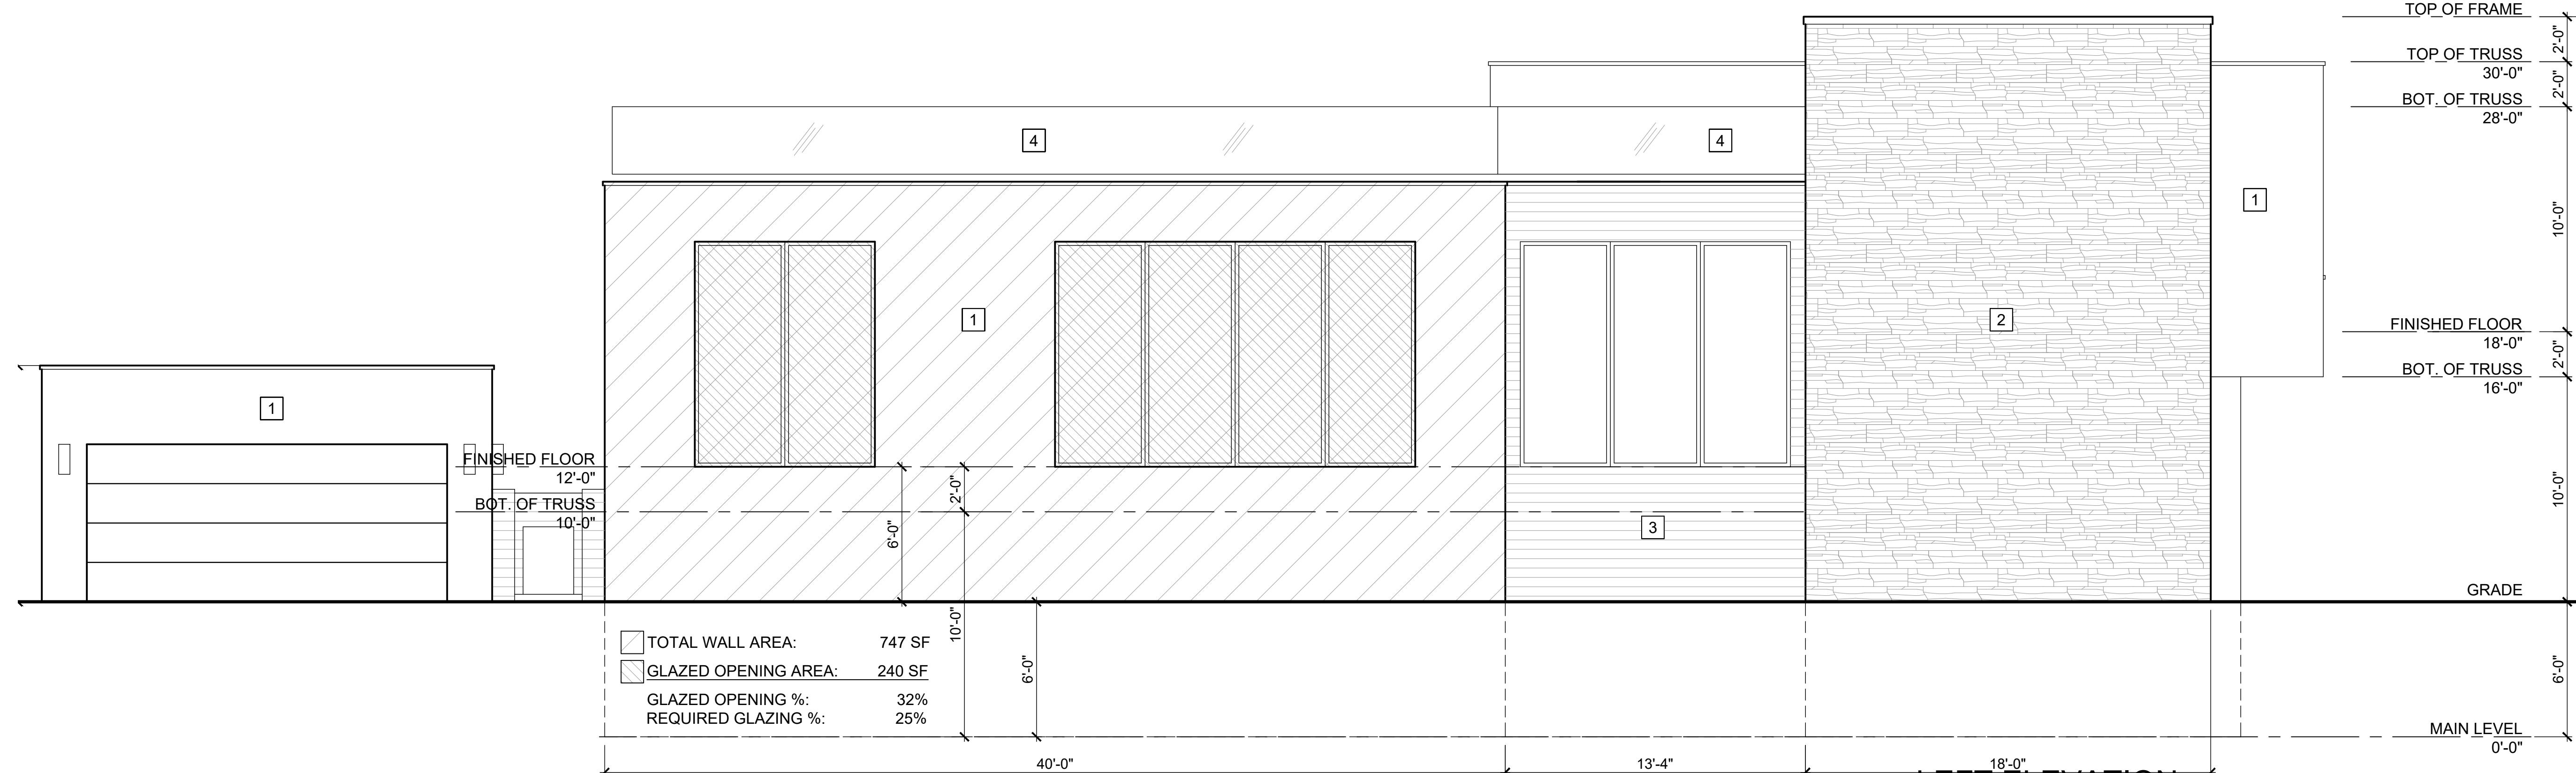 TOP OF FRAME
2'-0"
TOP OF TRUSS
30'-0"
2'-0"
BOT. OF TRUSS
28'-0"
4
4
1
10'-0"
1
2
FINISHED FLOOR
18'-0"
2'-0"
BOT. OF TRUSS
16'-0"
1
FINISHED FLOOR
12'-0"
2'-0"
BOT. OF TRUSS
10'-0"
6'-0"
3
10'-0"
GRADE
10'-0"
6'-0"
6'-0"
TOTAL WALL AREA: 747 SF
GLAZED OPENING AREA: 240 SF
GLAZED OPENING %: 32%
REQUIRED GLAZING %: 25%
MAIN LEVEL
0'-0"
40'-0"
13'-4"
18'-0"
LEFT ELEVATION